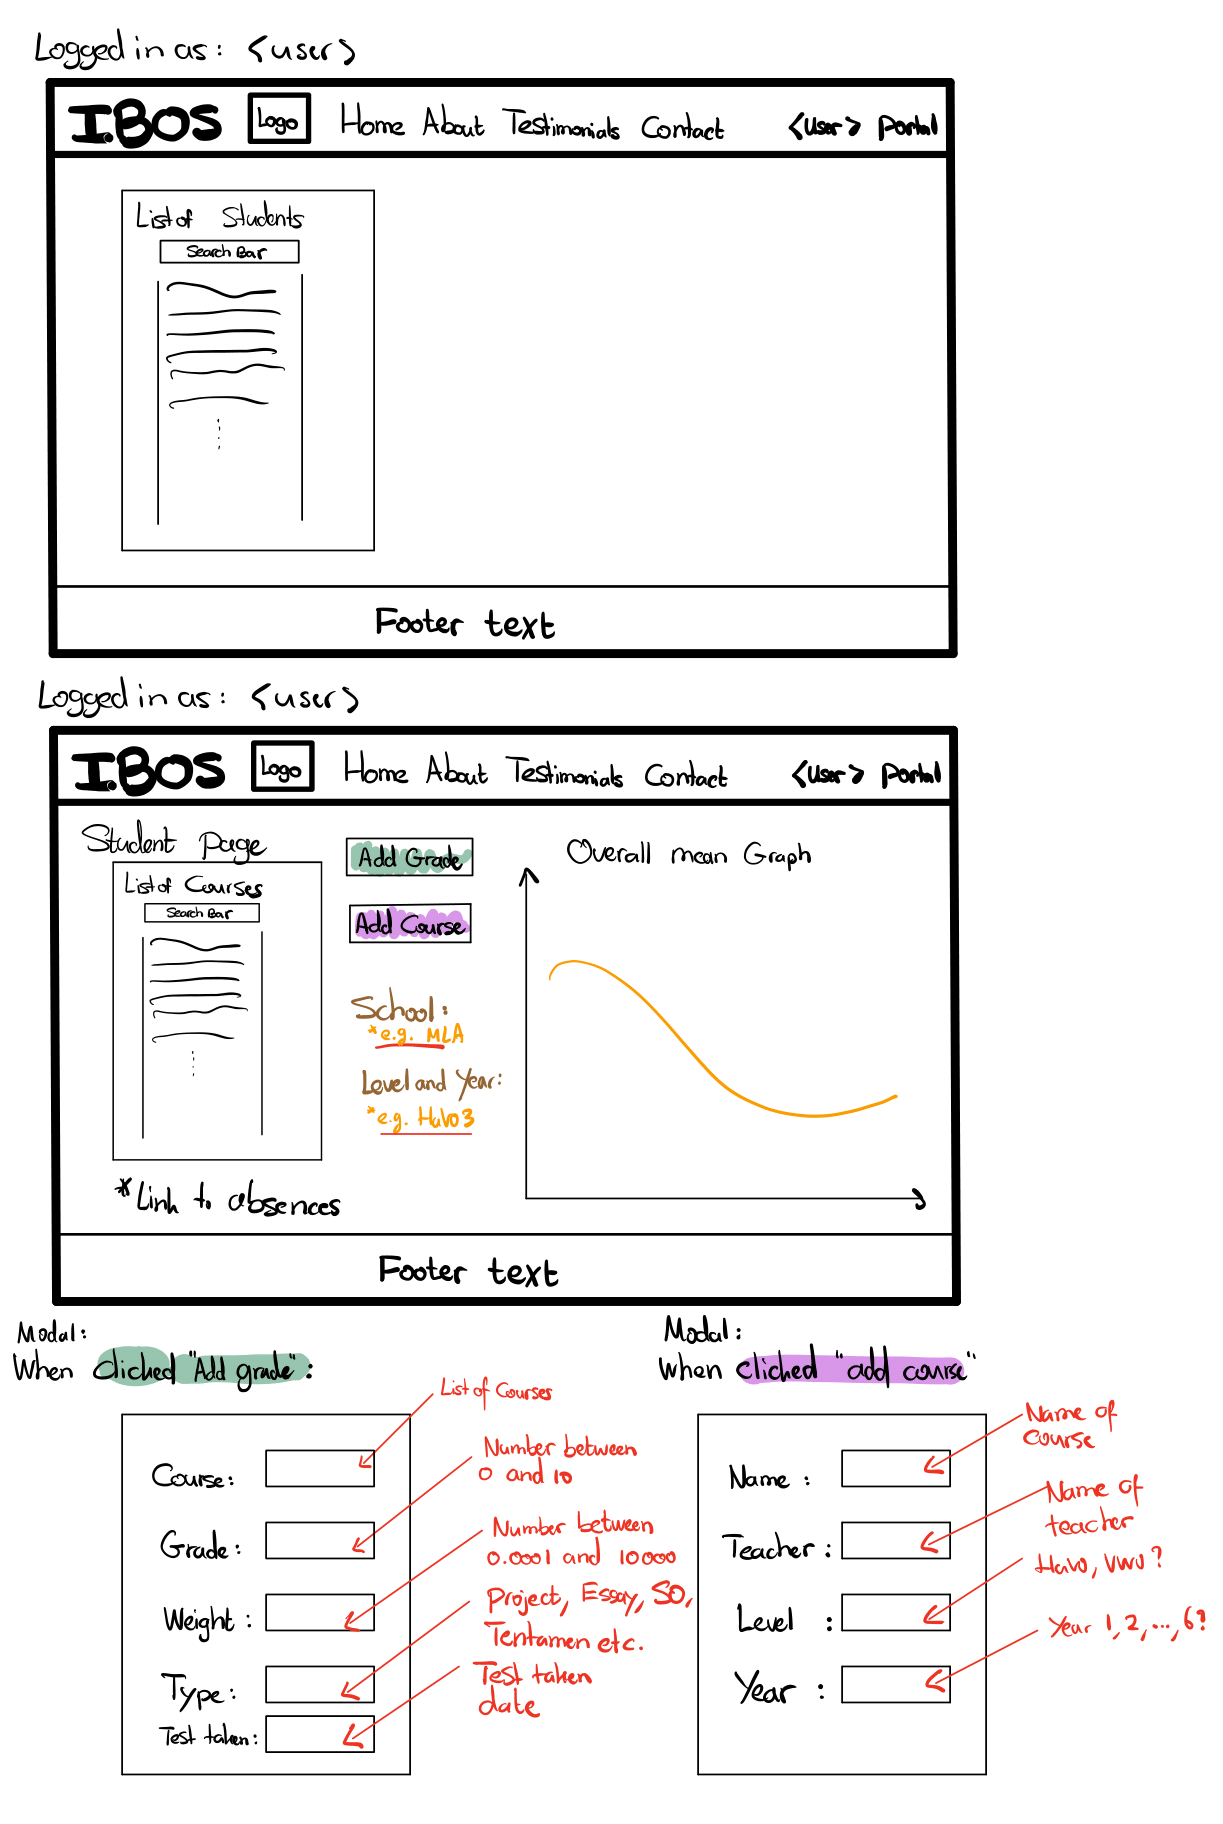 Logged in as: <user>
I.BOS Logo Home About Testimonials Contact <user> Portal
List of Students
Search Bar
Footer text
Logged in as: <user>
I.BOS Logo Home About Testimonials Contact <user> Portal
Student Page
List of Courses
Search Bar
*Link to absences
Add Grade
Add Course
School:
*e.g. MLA
Level and Year:
*e.g. Havo 3
Overall mean Graph
Footer text
Modal:
When clicked "Add grade":
Course:
List of Courses
Grade:
Number between
0 and 10
Weight:
Number between
0.0001 and 10000
Type:
Project, Essay, SO,
Tentamen etc.
Test taken:
Test taken
date
Modal:
When clicked "add course"
Name:
Name of
course
Teacher:
Name of
teacher
Level:
Havo, vwo?
Year:
Year 1, 2, ..., 6?